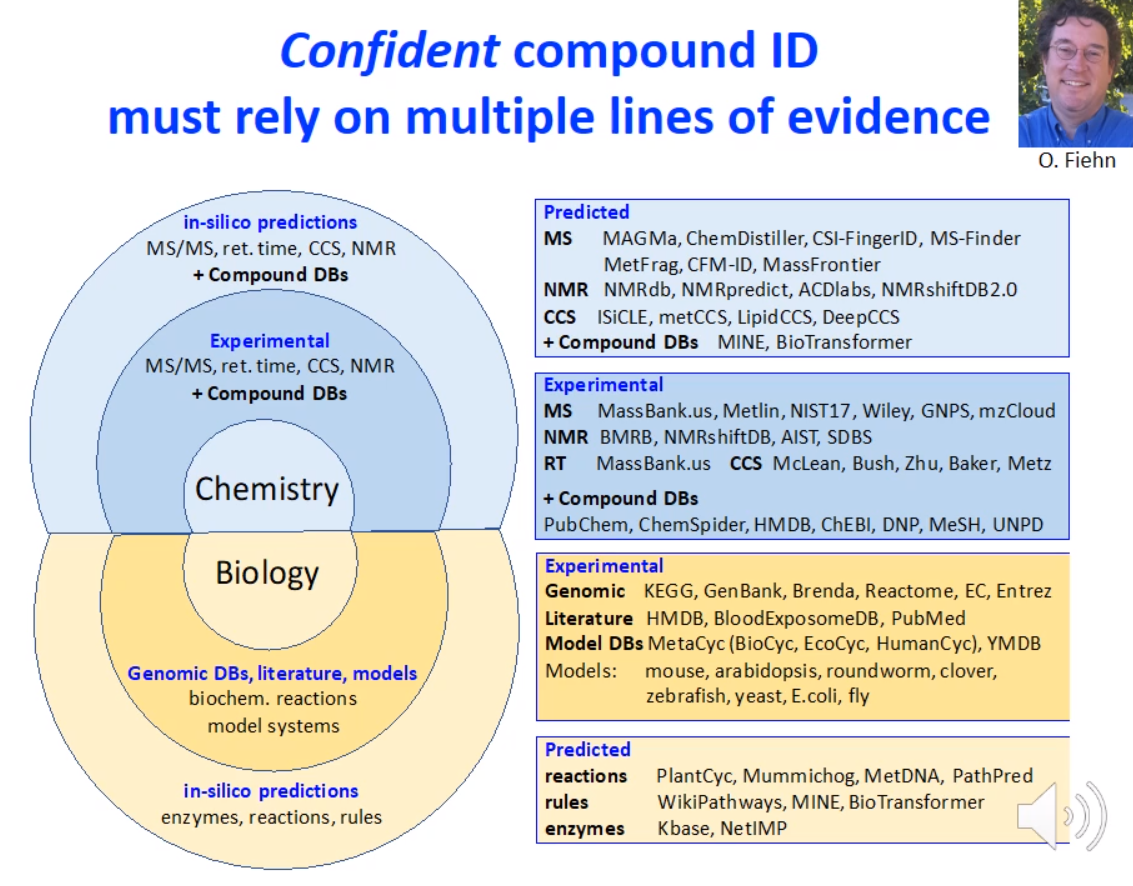 Confident compound ID
must rely on multiple lines of evidence
O. Fiehn
in-silico predictions
MS/MS, ret. time, CCS, NMR
+ Compound DBs
Experimental
MS/MS, ret. time, CCS, NMR
+ Compound DBs
Chemistry
Biology
Genomic DBs, literature, models
biochem. reactions
model systems
in-silico predictions
enzymes, reactions, rules
Predicted
MS MAGMa, ChemDistiller, CSI-FingerID, MS-Finder
MetFrag, CFM-ID, MassFrontier
NMR NMRdb, NMRpredict, ACDlabs, NMRshiftDB2.0
CCS ISiCLE, metCCS, LipidCCS, DeepCCS
+ Compound DBs MINE, BioTransformer
Experimental
MS MassBank.us, Metlin, NIST17, Wiley, GNPS, mzCloud
NMR BMRB, NMRshiftDB, AIST, SDBS
RT MassBank.us CCS McLean, Bush, Zhu, Baker, Metz
+ Compound DBs
PubChem, ChemSpider, HMDB, ChEBI, DNP, MeSH, UNPD
Experimental
Genomic KEGG, GenBank, Brenda, Reactome, EC, Entrez
Literature HMDB, BloodExposomeDB, PubMed
Model DBs MetaCyc (BioCyc, EcoCyc, HumanCyc), YMDB
Models: mouse, arabidopsis, roundworm, clover,
zebrafish, yeast, E.coli, fly
Predicted
reactions PlantCyc, Mummichog, MetDNA, PathPred
rules WikiPathways, MINE, BioTransformer
enzymes Kbase, NetIMP